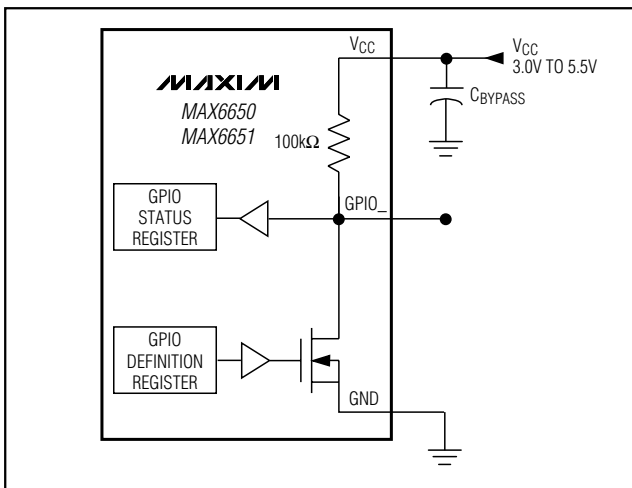 VCC
VCC
3.0V TO 5.5V
CBYPASS
MAXIM
MAX6650
MAX6651
100kΩ
GPIO
STATUS
REGISTER
GPIO_
GPIO
DEFINITION
REGISTER
GND